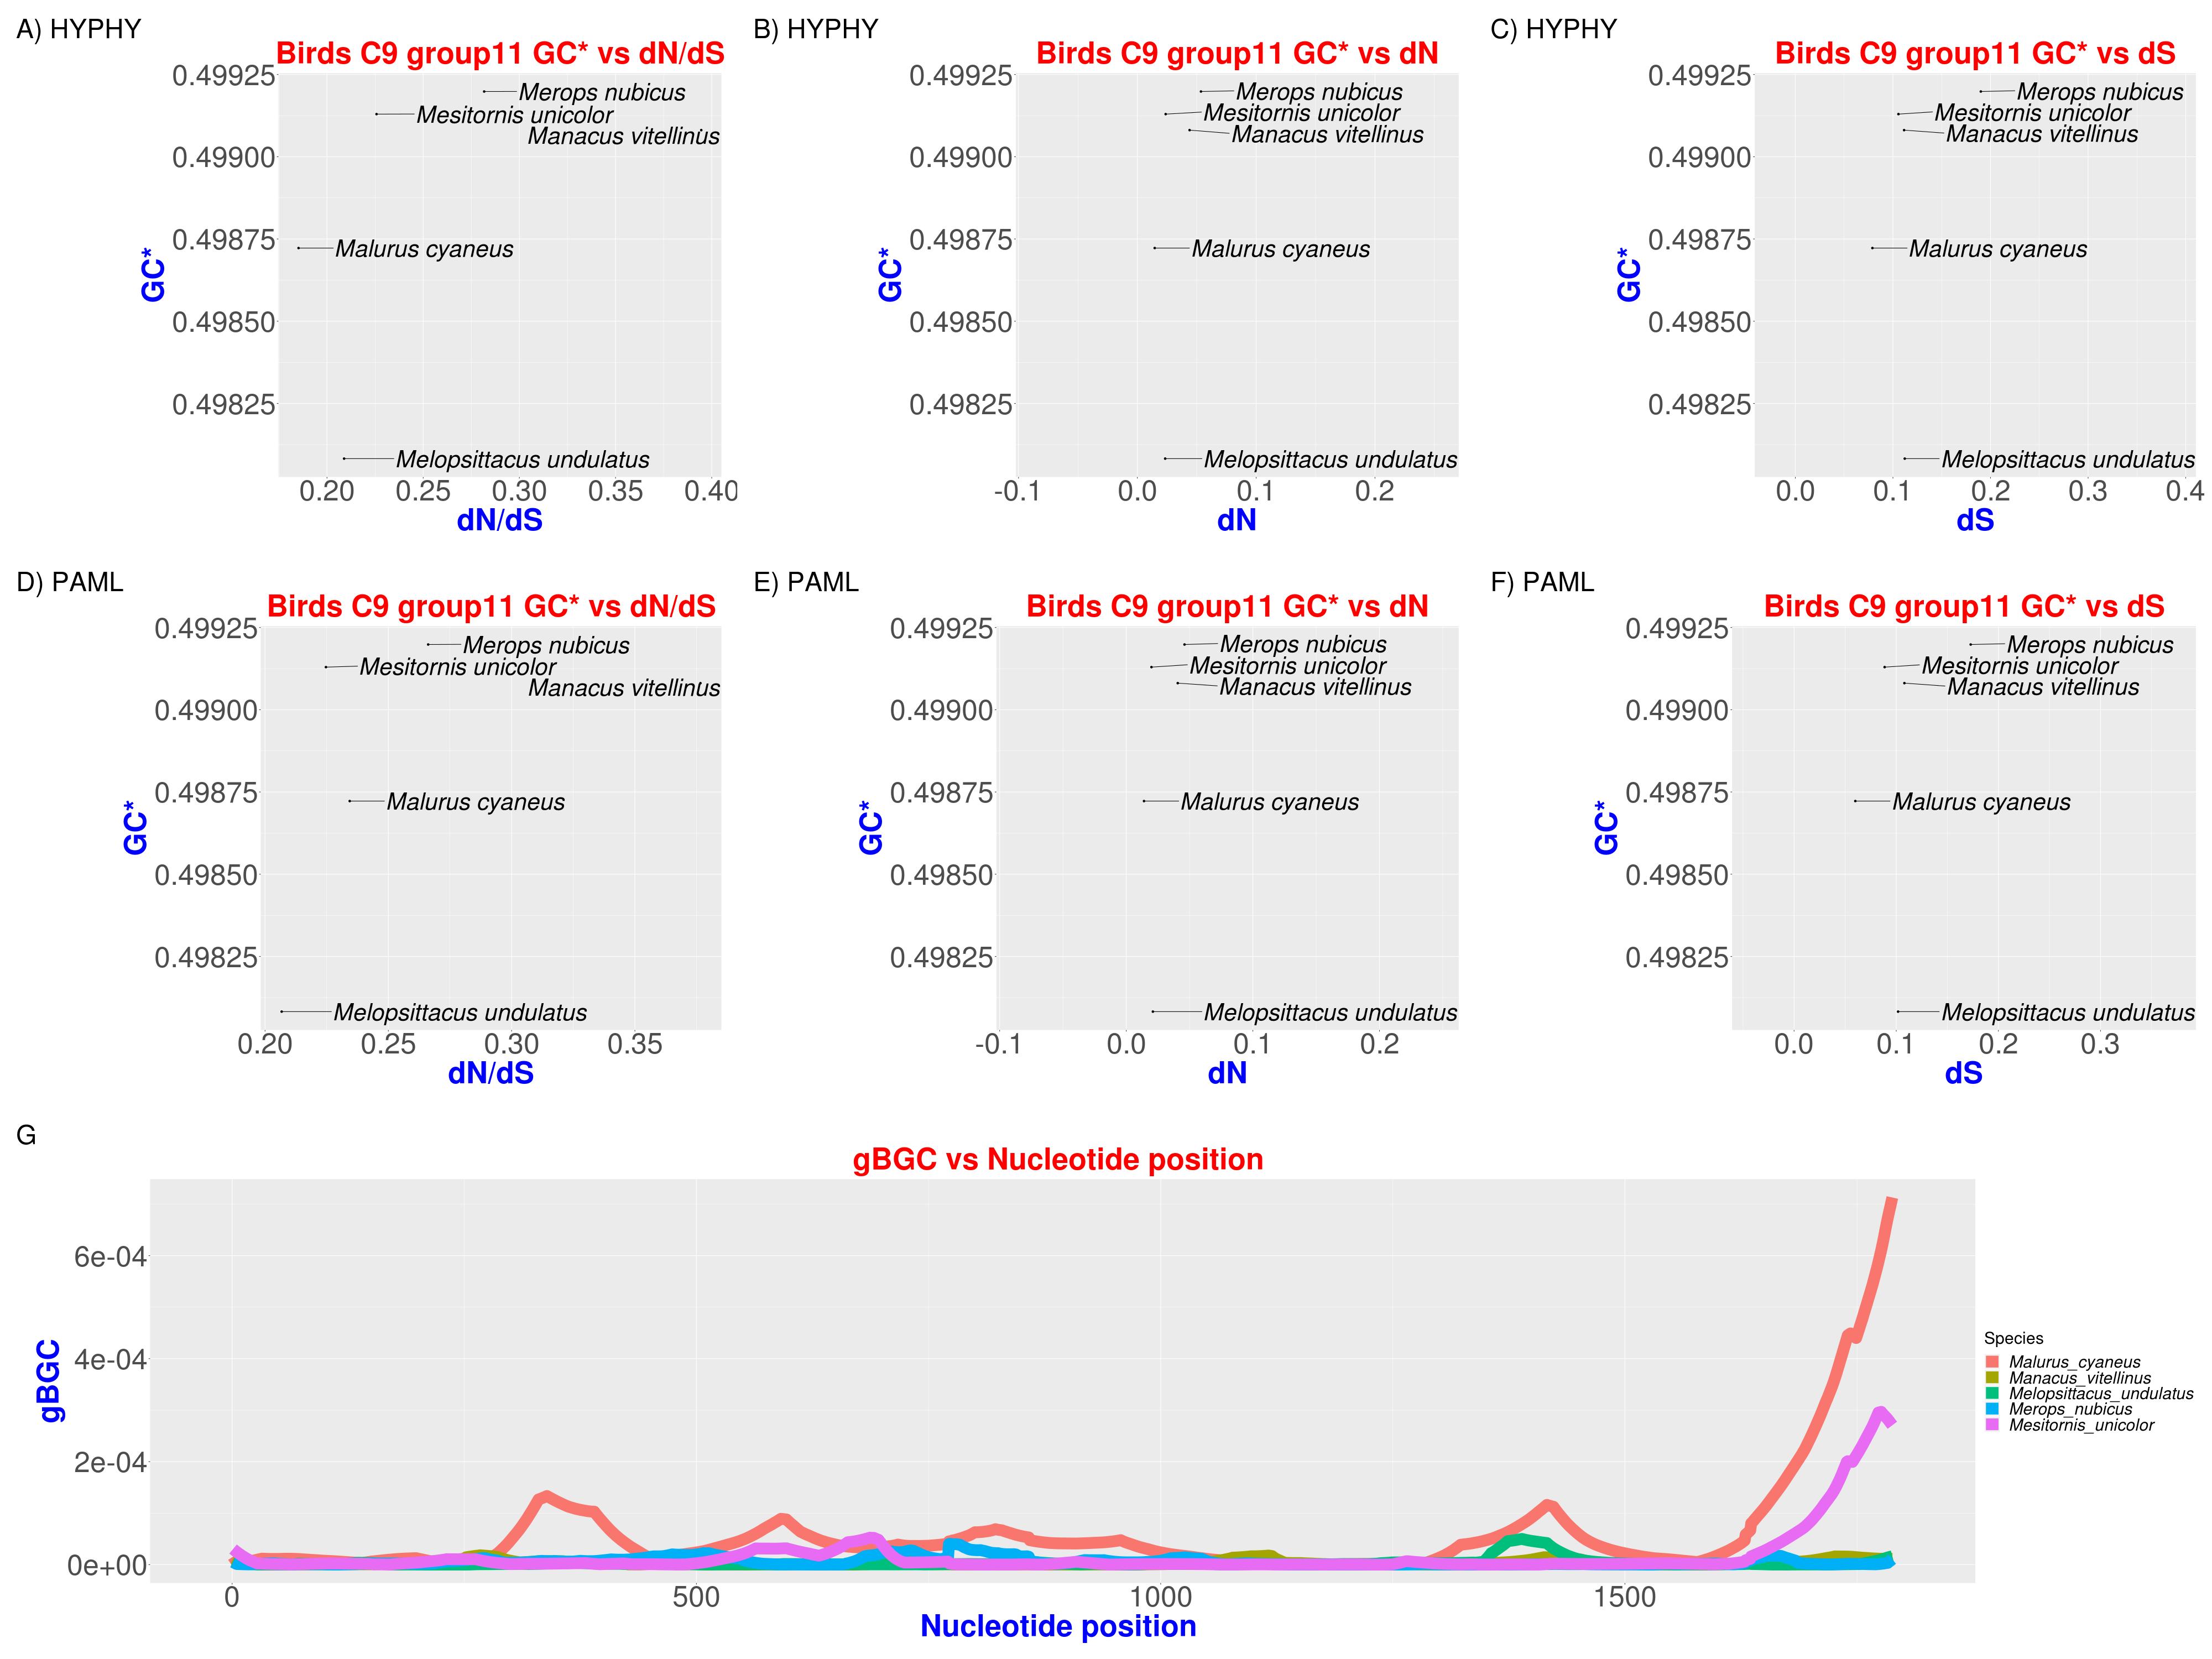 A) HYPHY
Birds C9 group11 GC* vs dN/dS
0.49925
0.49900
0.49875
0.49850
0.49825
GC*
Merops nubicus
Mesitornis unicolor
Manacus vitellinus
Malurus cyaneus
Melopsittacus undulatus
0.20 0.25 0.30 0.35 0.40
dN/dS
B) HYPHY
Birds C9 group11 GC* vs dN
0.49925
0.49900
0.49875
0.49850
0.49825
GC*
Merops nubicus
Mesitornis unicolor
Manacus vitellinus
Malurus cyaneus
Melopsittacus undulatus
-0.1 0.0 0.1 0.2
dN
C) HYPHY
Birds C9 group11 GC* vs dS
0.49925
0.49900
0.49875
0.49850
0.49825
GC*
Merops nubicus
Mesitornis unicolor
Manacus vitellinus
Malurus cyaneus
Melopsittacus undulatus
0.0 0.1 0.2 0.3 0.4
dS
D) PAML
Birds C9 group11 GC* vs dN/dS
0.49925
0.49900
0.49875
0.49850
0.49825
GC*
Merops nubicus
Mesitornis unicolor
Manacus vitellinus
Malurus cyaneus
Melopsittacus undulatus
0.20 0.25 0.30 0.35
dN/dS
E) PAML
Birds C9 group11 GC* vs dN
0.49925
0.49900
0.49875
0.49850
0.49825
GC*
Merops nubicus
Mesitornis unicolor
Manacus vitellinus
Malurus cyaneus
Melopsittacus undulatus
-0.1 0.0 0.1 0.2
dN
F) PAML
Birds C9 group11 GC* vs dS
0.49925
0.49900
0.49875
0.49850
0.49825
GC*
Merops nubicus
Mesitornis unicolor
Manacus vitellinus
Malurus cyaneus
Melopsittacus undulatus
0.0 0.1 0.2 0.3
dS
G
gBGC vs Nucleotide position
6e-04
4e-04
2e-04
0e+00
gBGC
0 500 1000 1500
Nucleotide position
Species
Malurus_cyaneus
Manacus_vitellinus
Melopsittacus_undulatus
Merops_nubicus
Mesitornis_unicolor